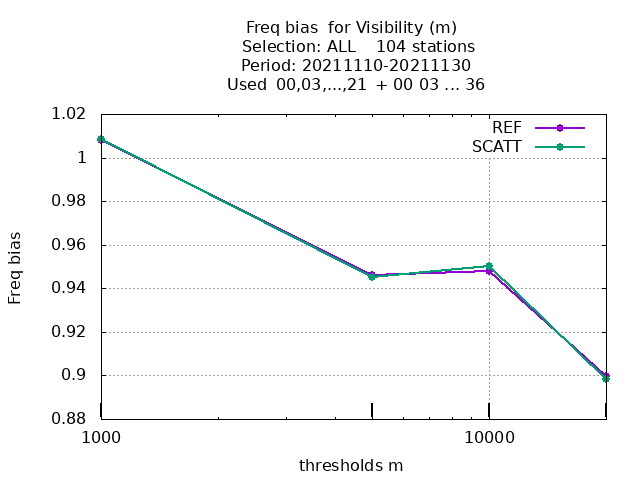 Freq bias  for Visibility (m)
Selection: ALL    104 stations
Period: 20211110-20211130
Used  00,03,...,21  + 00 03 ... 36
REF
SCATT
1.02
1
0.98
0.96
0.94
0.92
0.9
0.88
Freq bias
1000
10000
thresholds m